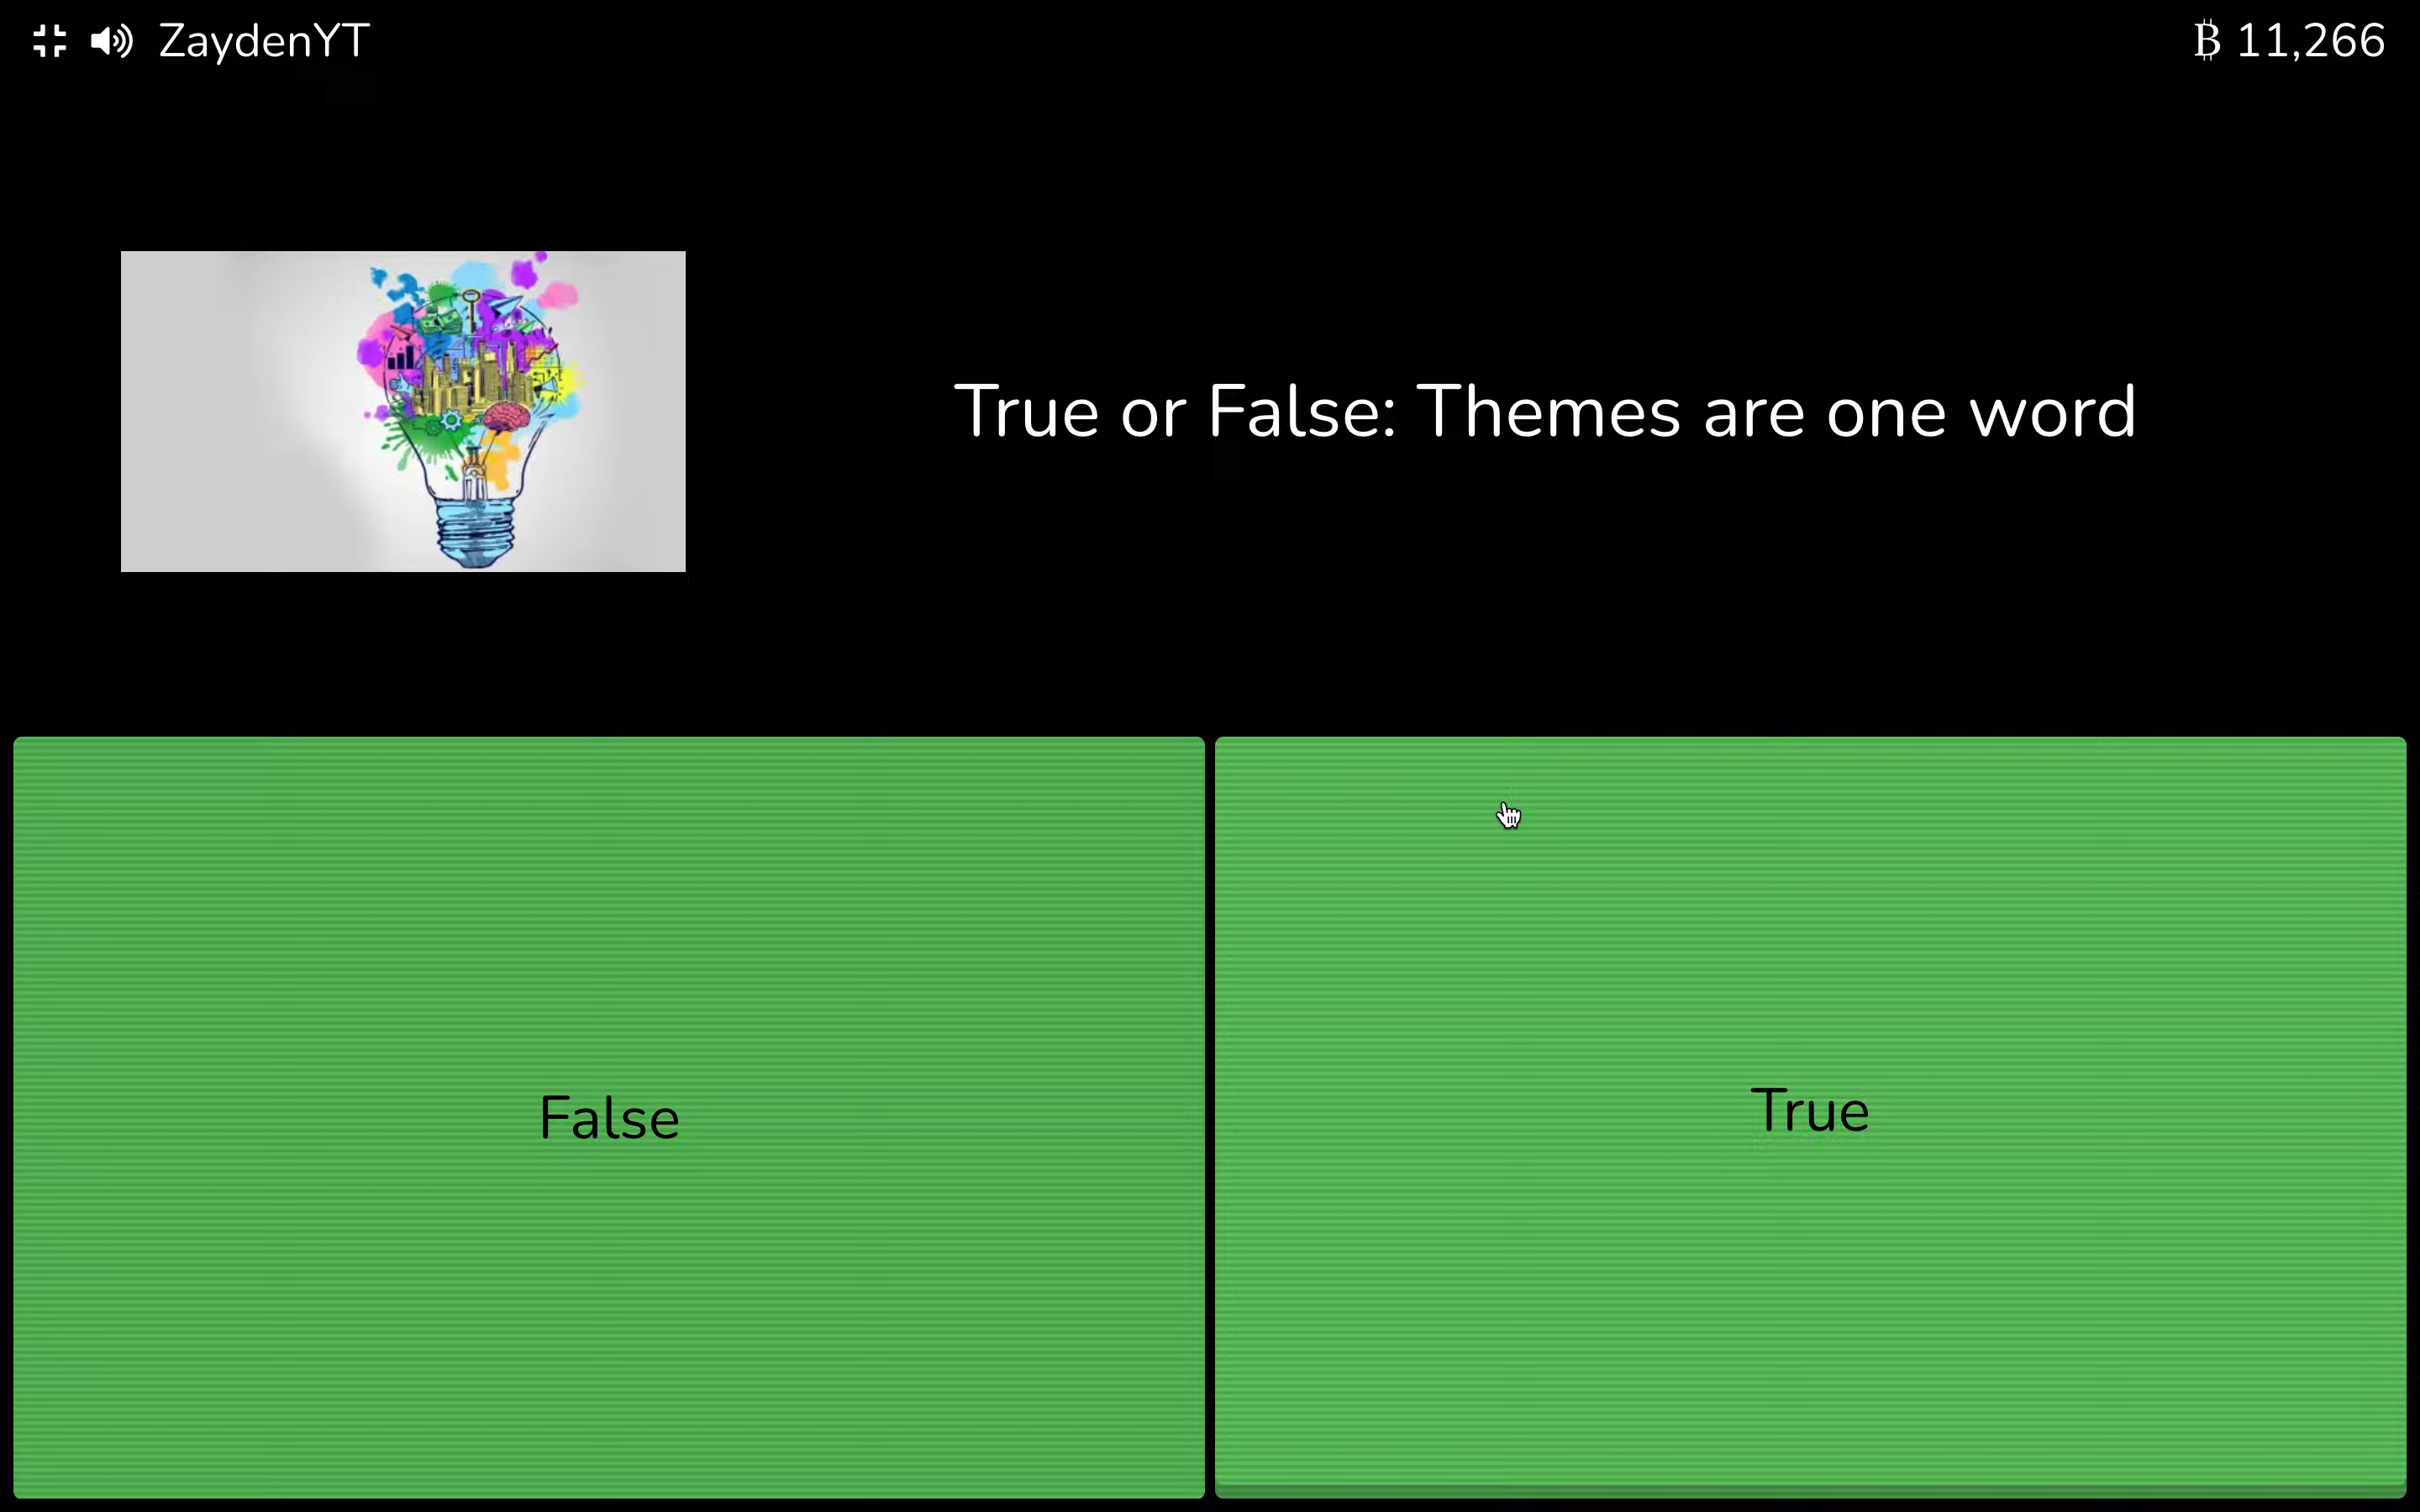 ZaydenYT
₿ 11,266
True or False: Themes are one word
False
True